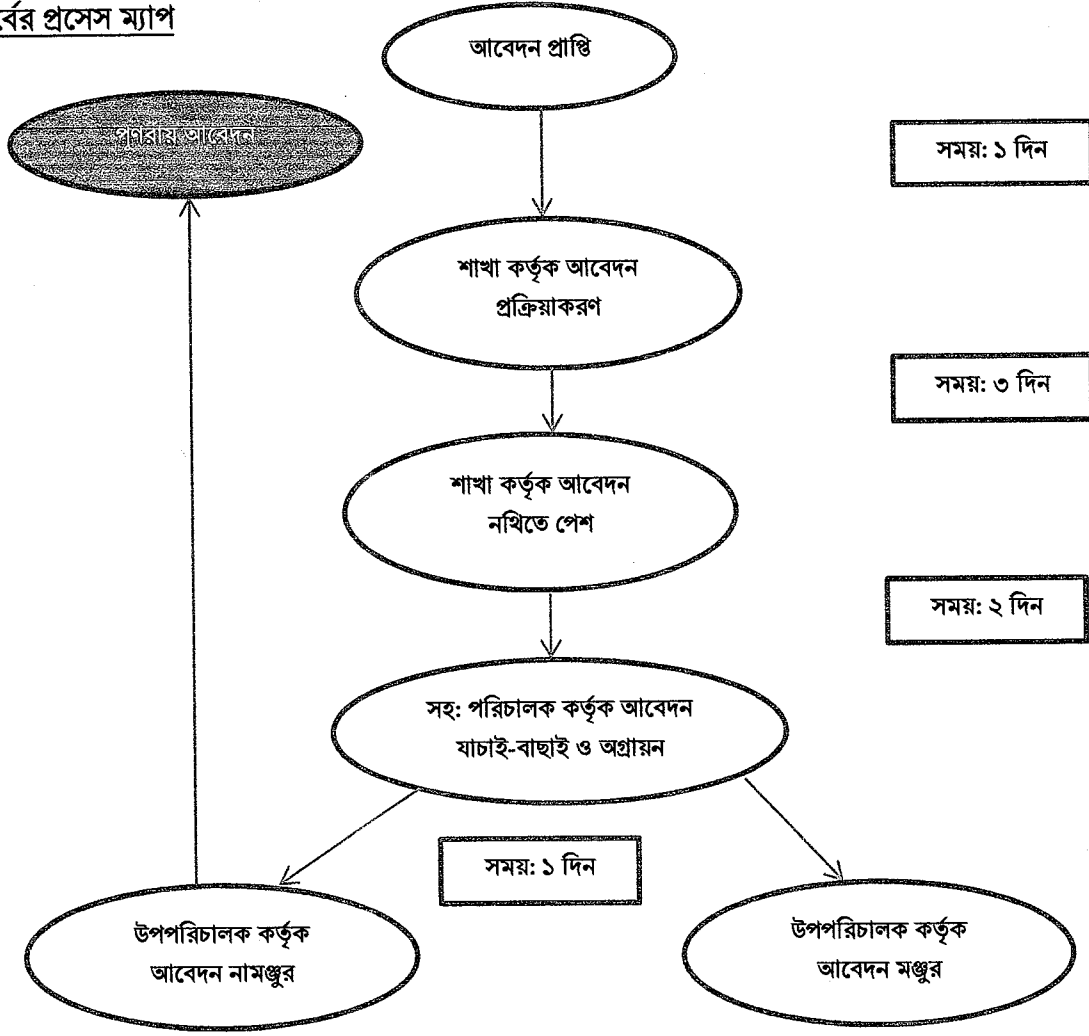 র্বের প্রসেস ম্যাপ
আবেদন প্রাপ্তি
পুণরায় আবেদন
সময়: ১ দিন
শাখা কর্তৃক আবেদন
প্রক্রিয়াকরণ
সময়: ৩ দিন
শাখা কর্তৃক আবেদন
নথিতে পেশ
সময়: ২ দিন
সহ: পরিচালক কর্তৃক আবেদন
যাচাই-বাছাই ও অগ্রায়ন
সময়: ১ দিন
উপপরিচালক কর্তৃক
আবেদন নামঞ্জুর
উপপরিচালক কর্তৃক
আবেদন মঞ্জুর